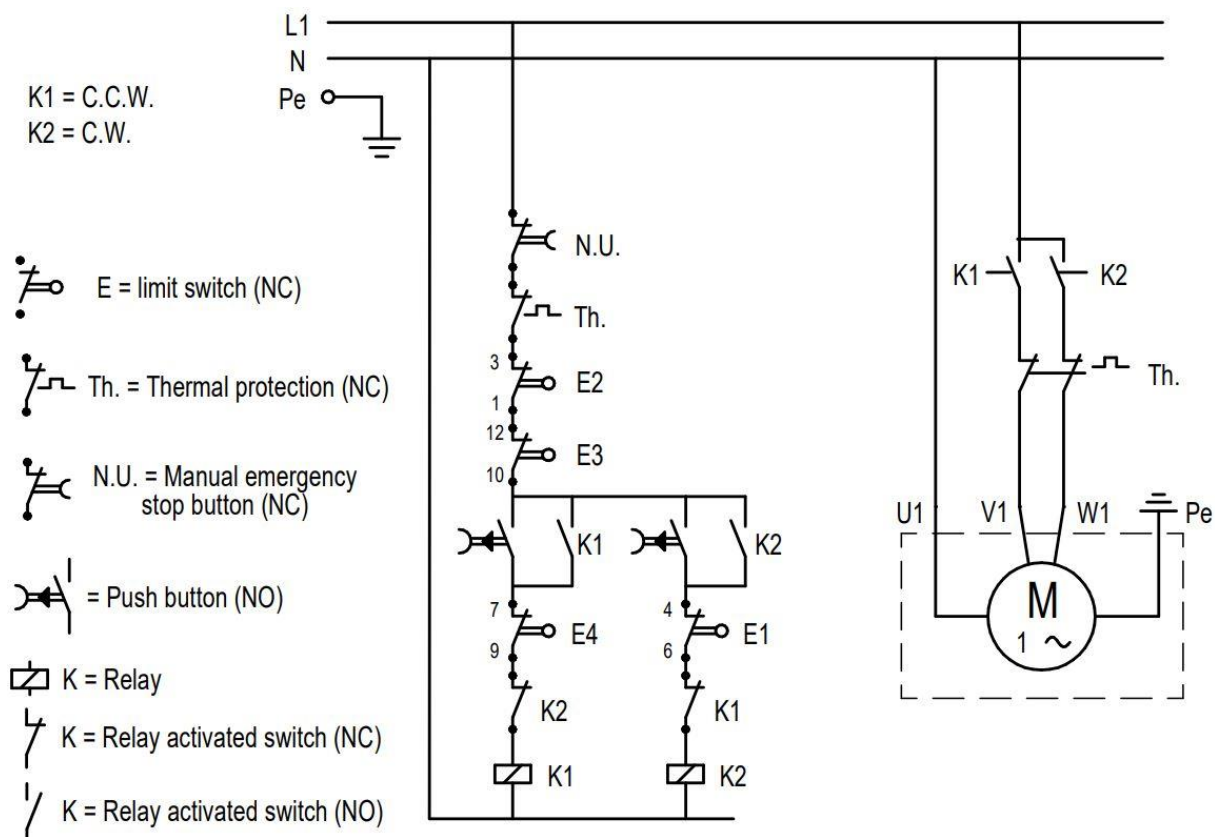 L1
N
Pe
K1 = C.C.W.
K2 = C.W.
E = limit switch (NC)
Th. = Thermal protection (NC)
N.U. = Manual emergency
stop button (NC)
= Push button (NO)
K = Relay
K = Relay activated switch (NC)
K = Relay activated switch (NO)
N.U.
Th.
3
E2
1
12
E3
10
K1
K2
7
E4
9
4
E1
6
K2
K1
K1
K2
K1
K2
Th.
U1
V1
W1
Pe
M
1 ~